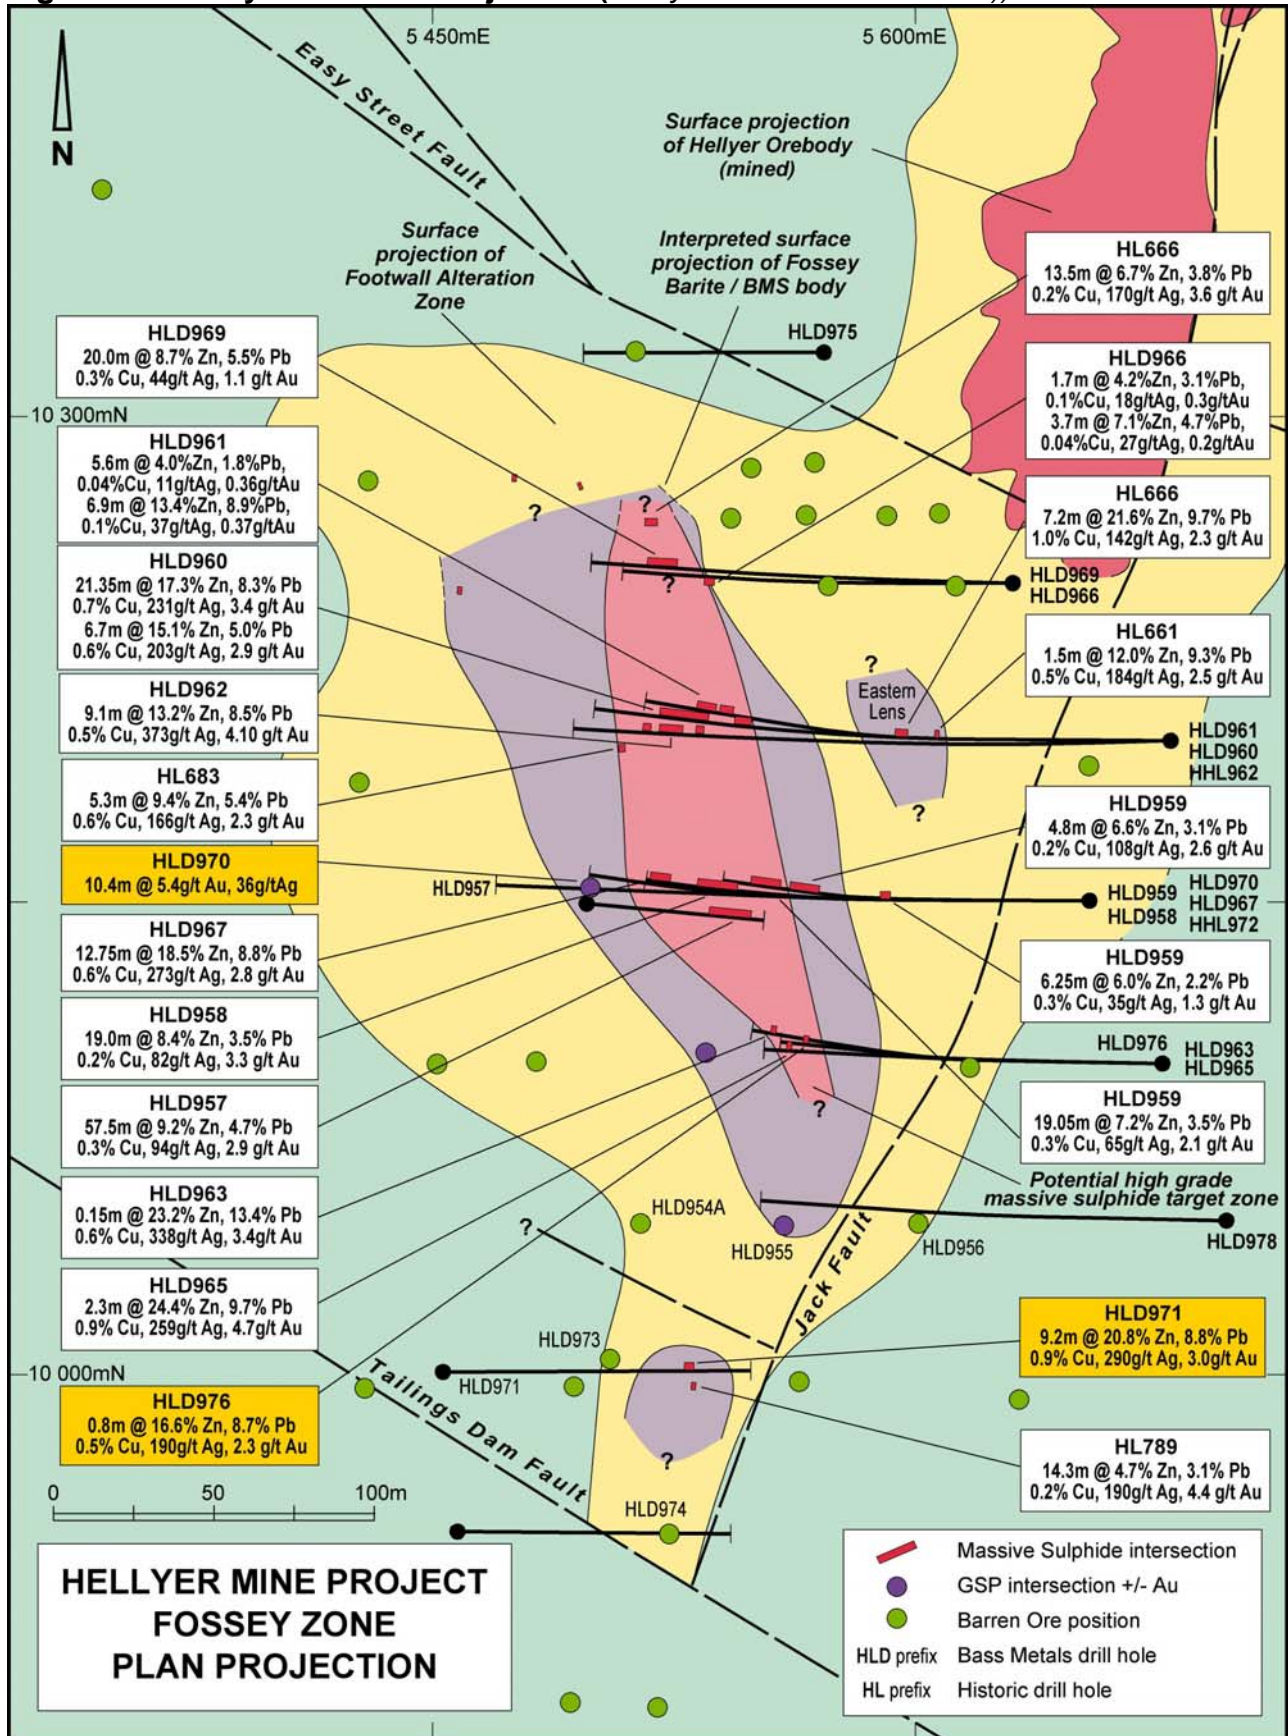 5 450mE
5 600mE
N
Easy Street Fault
Surface projection
of Hellyer Orebody
(mined)
Surface
projection of
Footwall Alteration
Zone
Interpreted surface
projection of Fossey
Barite / BMS body
HLD975
10 300mN
HL666
13.5m @ 6.7% Zn, 3.8% Pb
0.2% Cu, 170g/t Ag, 3.6 g/t Au
HLD969
20.0m @ 8.7% Zn, 5.5% Pb
0.3% Cu, 44g/t Ag, 1.1 g/t Au
HLD966
1.7m @ 4.2%Zn, 3.1%Pb,
0.1%Cu, 18g/tAg, 0.3g/tAu
3.7m @ 7.1%Zn, 4.7%Pb,
0.04%Cu, 27g/tAg, 0.2g/tAu
HLD961
5.6m @ 4.0%Zn, 1.8%Pb,
0.04%Cu, 11g/tAg, 0.36g/tAu
6.9m @ 13.4%Zn, 8.9%Pb,
0.1%Cu, 37g/tAg, 0.37g/tAu
HL666
7.2m @ 21.6% Zn, 9.7% Pb
1.0% Cu, 142g/t Ag, 2.3 g/t Au
?
?
?
HLD969
HLD966
HLD960
21.35m @ 17.3% Zn, 8.3% Pb
0.7% Cu, 231g/t Ag, 3.4 g/t Au
6.7m @ 15.1% Zn, 5.0% Pb
0.6% Cu, 203g/t Ag, 2.9 g/t Au
HL661
1.5m @ 12.0% Zn, 9.3% Pb
0.5% Cu, 184g/t Ag, 2.5 g/t Au
?
Eastern
Lens
?
HLD961
HLD960
HHL962
HLD962
9.1m @ 13.2% Zn, 8.5% Pb
0.5% Cu, 373g/t Ag, 4.10 g/t Au
HL683
5.3m @ 9.4% Zn, 5.4% Pb
0.6% Cu, 166g/t Ag, 2.3 g/t Au
HLD959
4.8m @ 6.6% Zn, 3.1% Pb
0.2% Cu, 108g/t Ag, 2.6 g/t Au
HLD970
10.4m @ 5.4g/t Au, 36g/tAg
HLD957
HLD959
HLD958
HLD970
HLD967
HHL972
HLD967
12.75m @ 18.5% Zn, 8.8% Pb
0.6% Cu, 273g/t Ag, 2.8 g/t Au
HLD959
6.25m @ 6.0% Zn, 2.2% Pb
0.3% Cu, 35g/t Ag, 1.3 g/t Au
HLD958
19.0m @ 8.4% Zn, 3.5% Pb
0.2% Cu, 82g/t Ag, 3.3 g/t Au
HLD976
HLD963
HLD965
?
HLD957
57.5m @ 9.2% Zn, 4.7% Pb
0.3% Cu, 94g/t Ag, 2.9 g/t Au
HLD959
19.05m @ 7.2% Zn, 3.5% Pb
0.3% Cu, 65g/t Ag, 2.1 g/t Au
Potential high grade
massive sulphide target zone
HLD963
0.15m @ 23.2% Zn, 13.4% Pb
0.6% Cu, 338g/t Ag, 3.4g/t Au
HLD954A
?
HLD955
HLD956
HLD978
Jack Fault
HLD965
2.3m @ 24.4% Zn, 9.7% Pb
0.9% Cu, 259g/t Ag, 4.7g/t Au
HLD971
9.2m @ 20.8% Zn, 8.8% Pb
0.9% Cu, 290g/t Ag, 3.0g/t Au
HLD973
10 000mN
HLD971
Tailings Dam Fault
HLD976
0.8m @ 16.6% Zn, 8.7% Pb
0.5% Cu, 190g/t Ag, 2.3 g/t Au
?
HL789
14.3m @ 4.7% Zn, 3.1% Pb
0.2% Cu, 190g/t Ag, 4.4 g/t Au
0 50 100m
HLD974
HELLYER MINE PROJECT
FOSSEY ZONE
PLAN PROJECTION
Massive Sulphide intersection
GSP intersection +/- Au
Barren Ore position
HLD prefix Bass Metals drill hole
HL prefix Historic drill hole